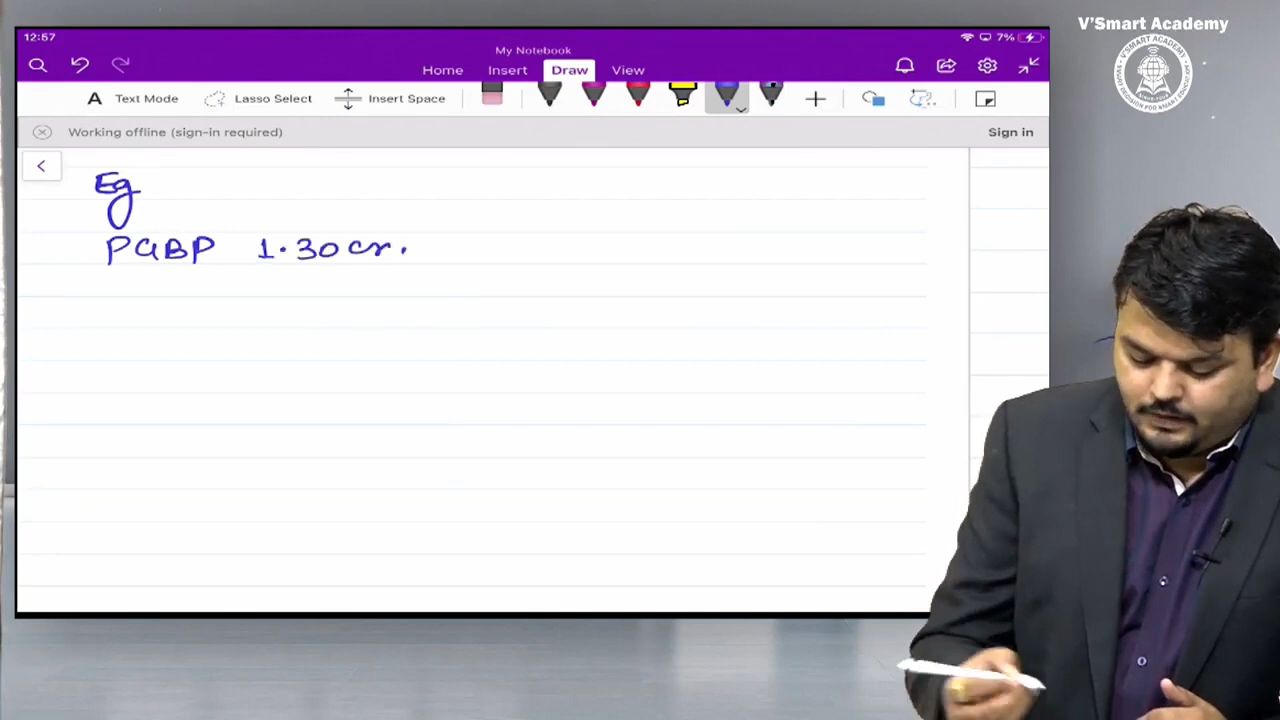 V'Smart Academy
12:57
7%
My Notebook
Home Insert Draw View
A Text Mode Lasso Select Insert Space
Working offline (sign-in required) Sign in
Eg
PGBP 1.30 cr.